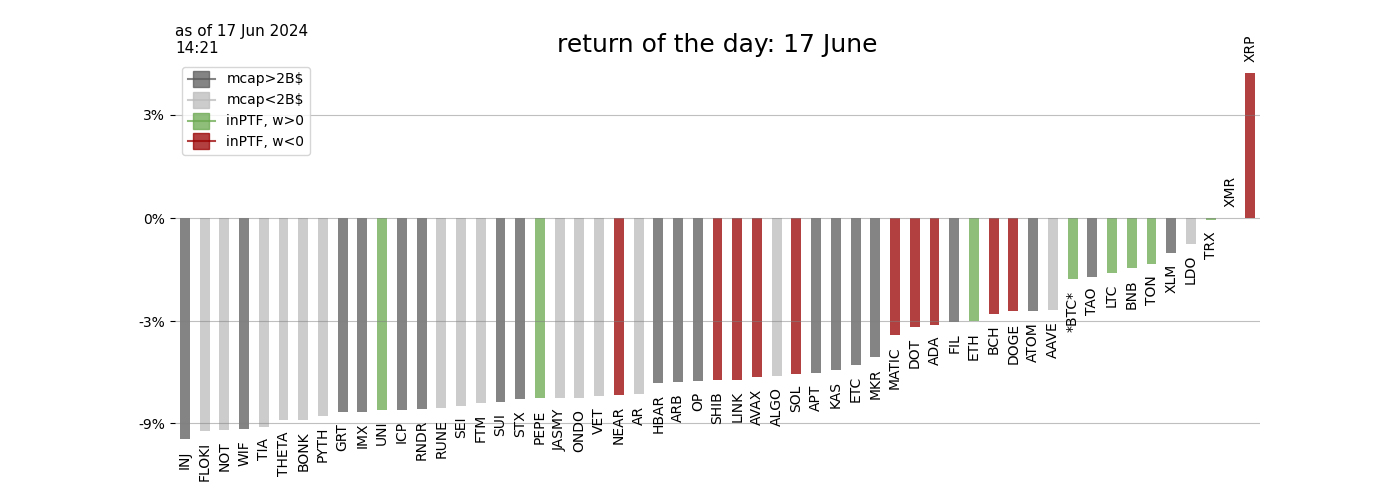 as of 17 Jun 2024
14:21
return of the day: 17 June
mcap>2B$
mcap<2B$
inPTF, w>0
inPTF, w<0
3%
0%
-3%
-9%
INJ
FLOKI
NOT
WIF
TIA
THETA
BONK
PYTH
GRT
IMX
UNI
ICP
RNDR
RUNE
SEI
FTM
SUI
STX
PEPE
JASMY
ONDO
VET
NEAR
AR
HBAR
ARB
OP
SHIB
LINK
AVAX
ALGO
SOL
APT
KAS
ETC
MKR
MATIC
DOT
ADA
FIL
ETH
BCH
DOGE
ATOM
AAVE
*BTC*
TAO
LTC
BNB
TON
XLM
LDO
TRX
XMR
XRP